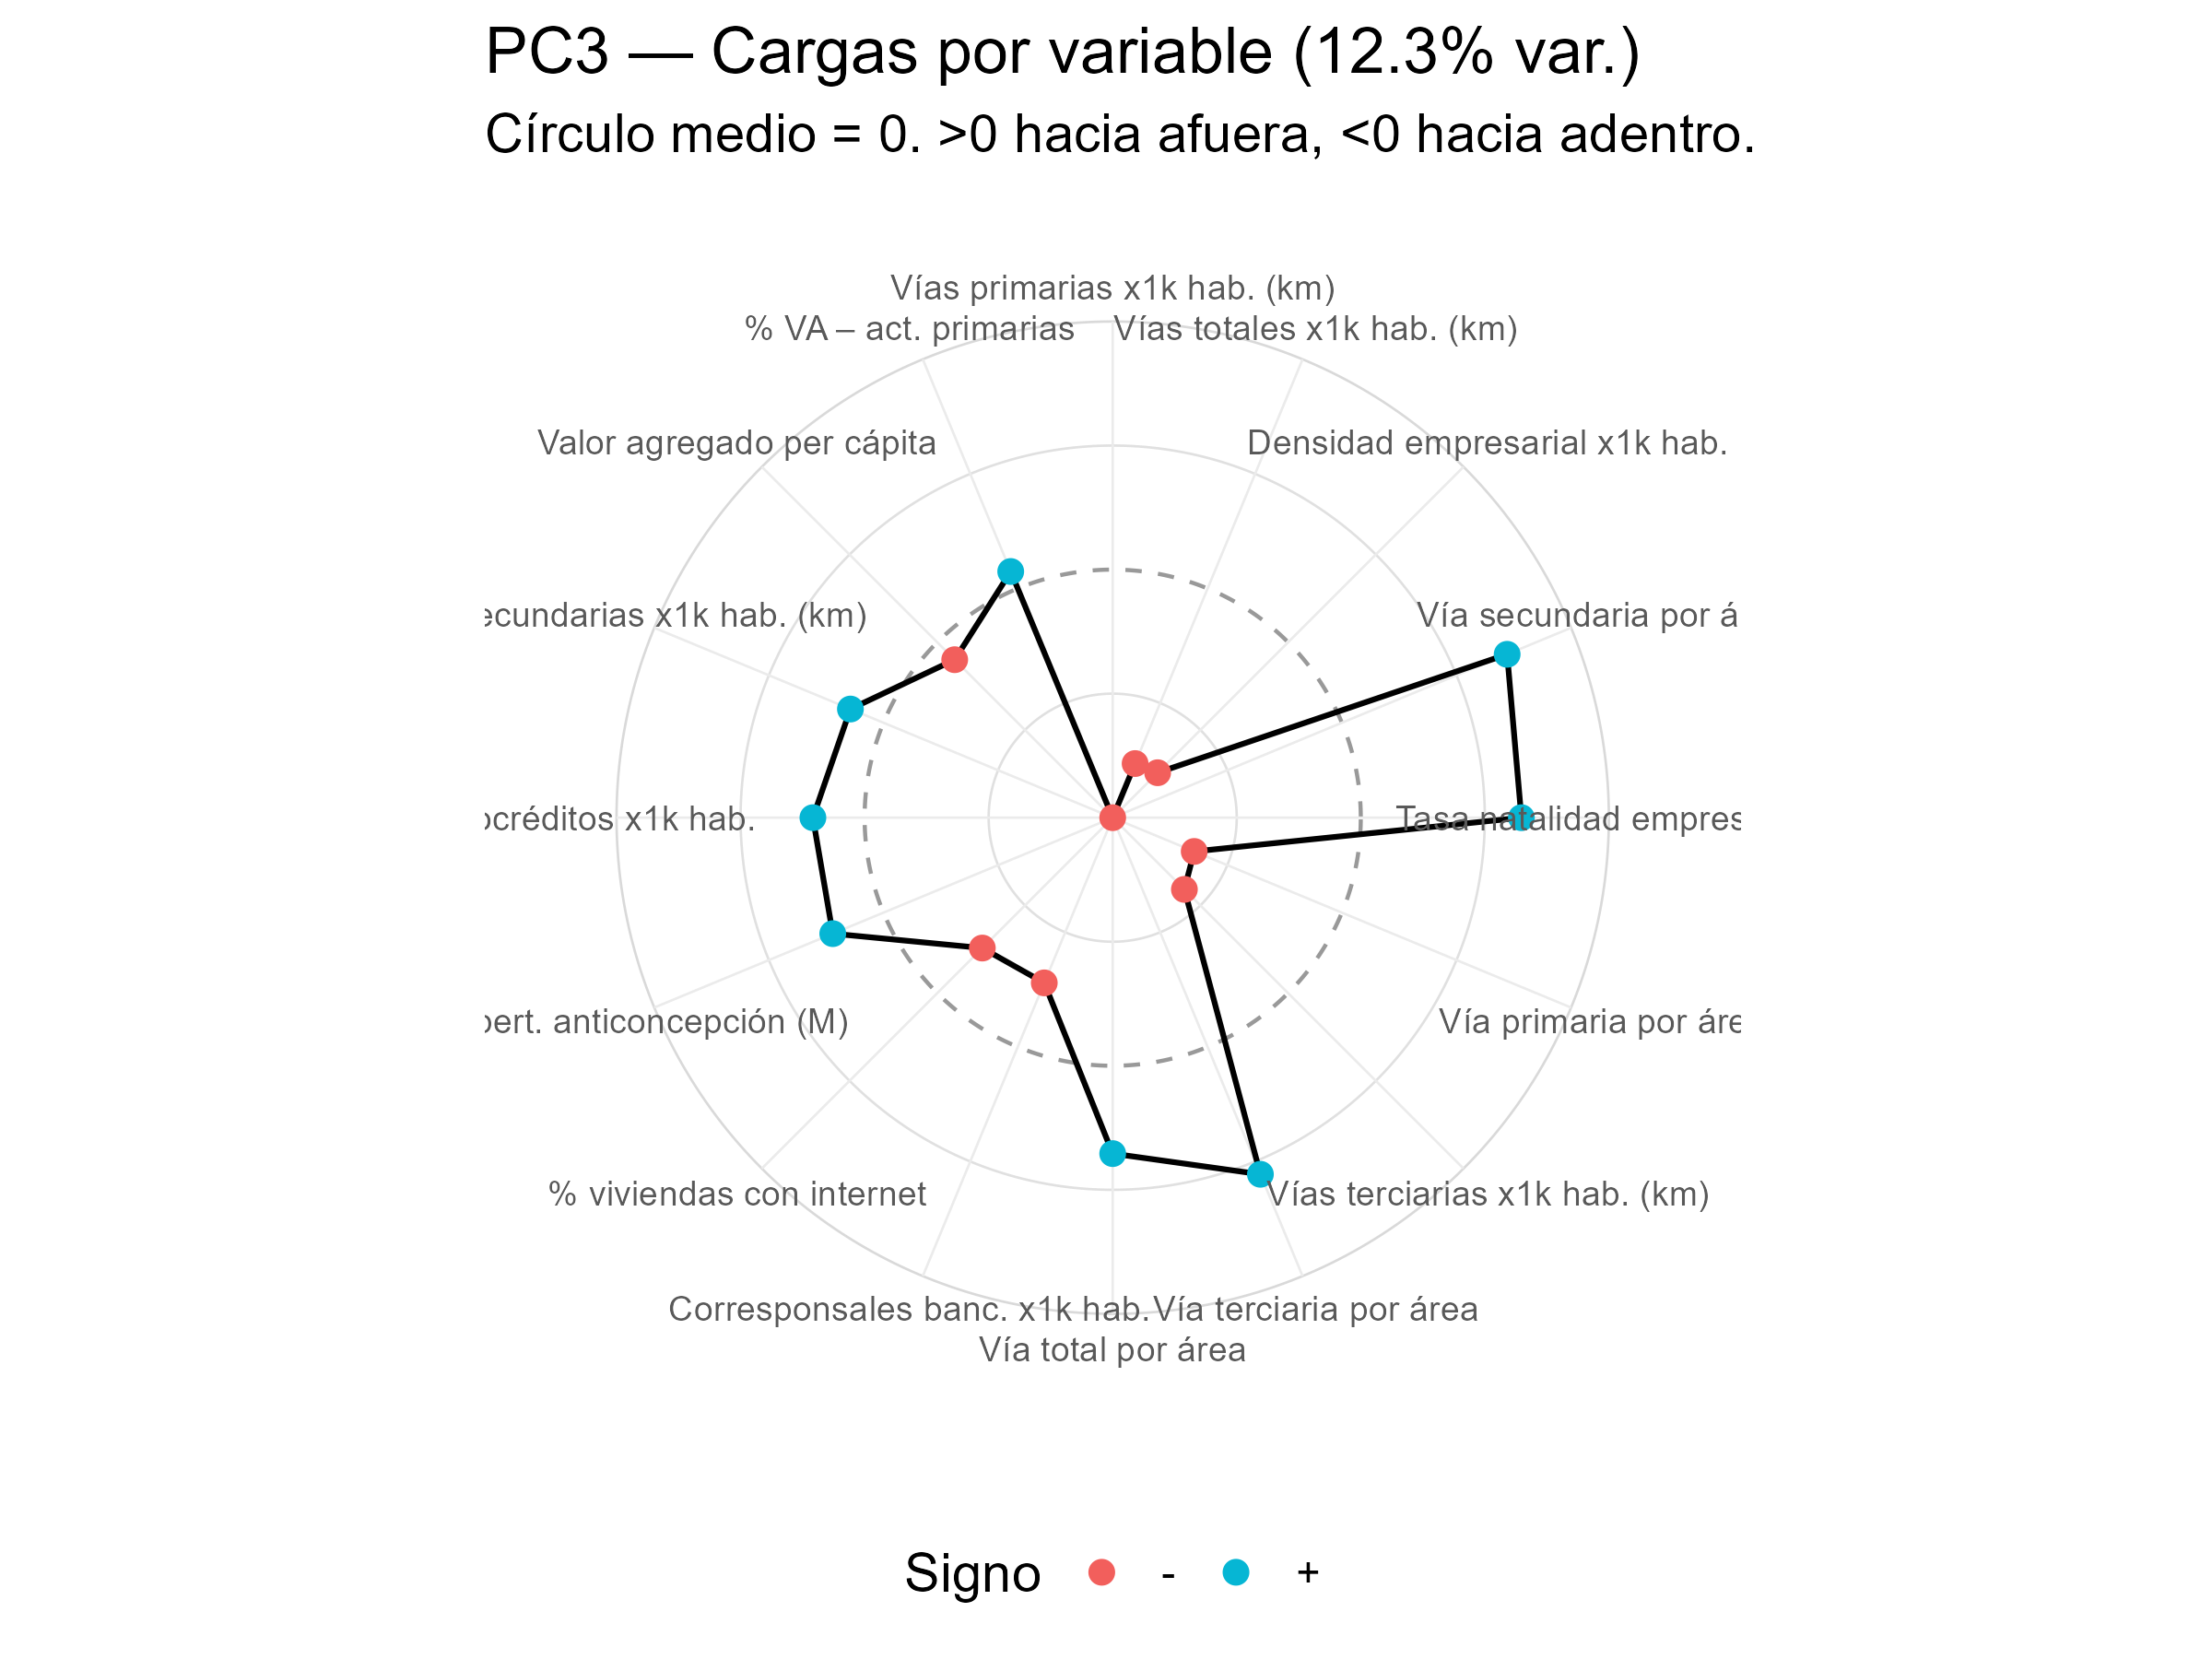 PC3 — Cargas por variable (12.3% var.)
Círculo medio = 0. >0 hacia afuera, <0 hacia adentro.
Vías primarias x1k hab. (km)
% VA – act. primarias
Vías totales x1k hab. (km)
Valor agregado per cápita
Densidad empresarial x1k hab.
ecundarias x1k hab. (km)
Vía secundaria por á
ocréditos x1k hab.
Tasa natalidad empres
pert. anticoncepción (M)
Vía primaria por áre
% viviendas con internet
Vías terciarias x1k hab. (km)
Corresponsales banc. x1k hab.
Vía terciaria por área
Vía total por área
Signo - +